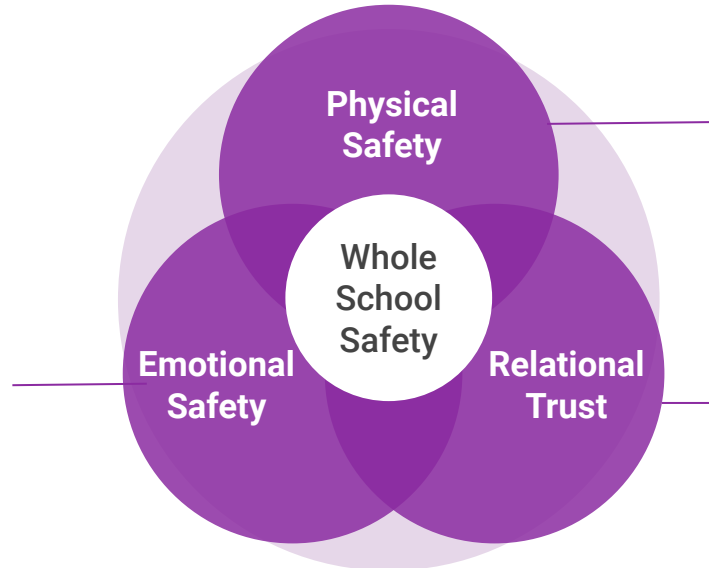 Physical
Safety
Whole
School
Safety
Emotional
Safety
Relational
Trust